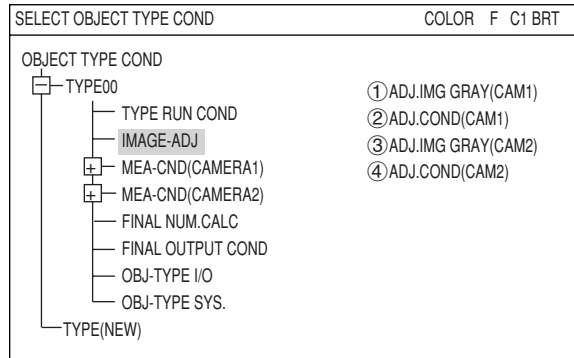 SELECT OBJECT TYPE COND COLOR F C1 BRT
OBJECT TYPE COND
TYPE00
TYPE RUN COND
IMAGE-ADJ
MEA-CND(CAMERA1)
MEA-CND(CAMERA2)
FINAL NUM.CALC
FINAL OUTPUT COND
OBJ-TYPE I/O
OBJ-TYPE SYS.
TYPE(NEW)
①ADJ.IMG GRAY(CAM1)
②ADJ.COND(CAM1)
③ADJ.IMG GRAY(CAM2)
④ADJ.COND(CAM2)